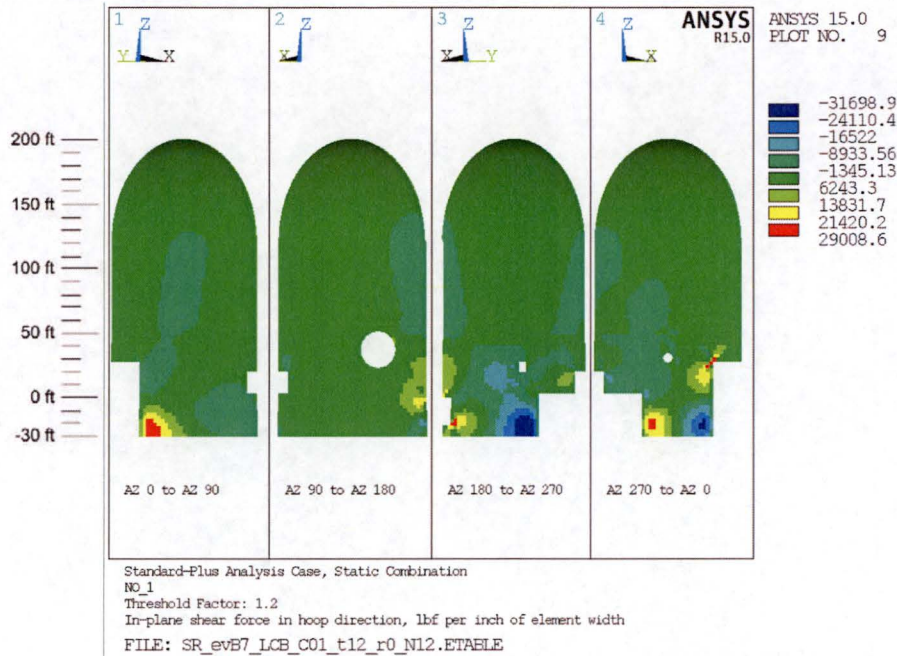 1 Z Y X
2 Z X
3 Z X Y
4 Z X
ANSYS
R15.0
ANSYS 15.0
PLOT NO. 9
-31698.9
-24110.4
-16522
-8933.56
-1345.13
6243.3
13831.7
21420.2
29008.6
200 ft
150 ft
100 ft
50 ft
0 ft
-30 ft
AZ 0 to AZ 90
AZ 90 to AZ 180
AZ 180 to AZ 270
AZ 270 to AZ 0
Standard-Plus Analysis Case, Static Combination
NO_1
Threshold Factor: 1.2
In-plane shear force in hoop direction, lbf per inch of element width
FILE: SR_evB7_LCB_C01_t12_r0_N12.ETABLE